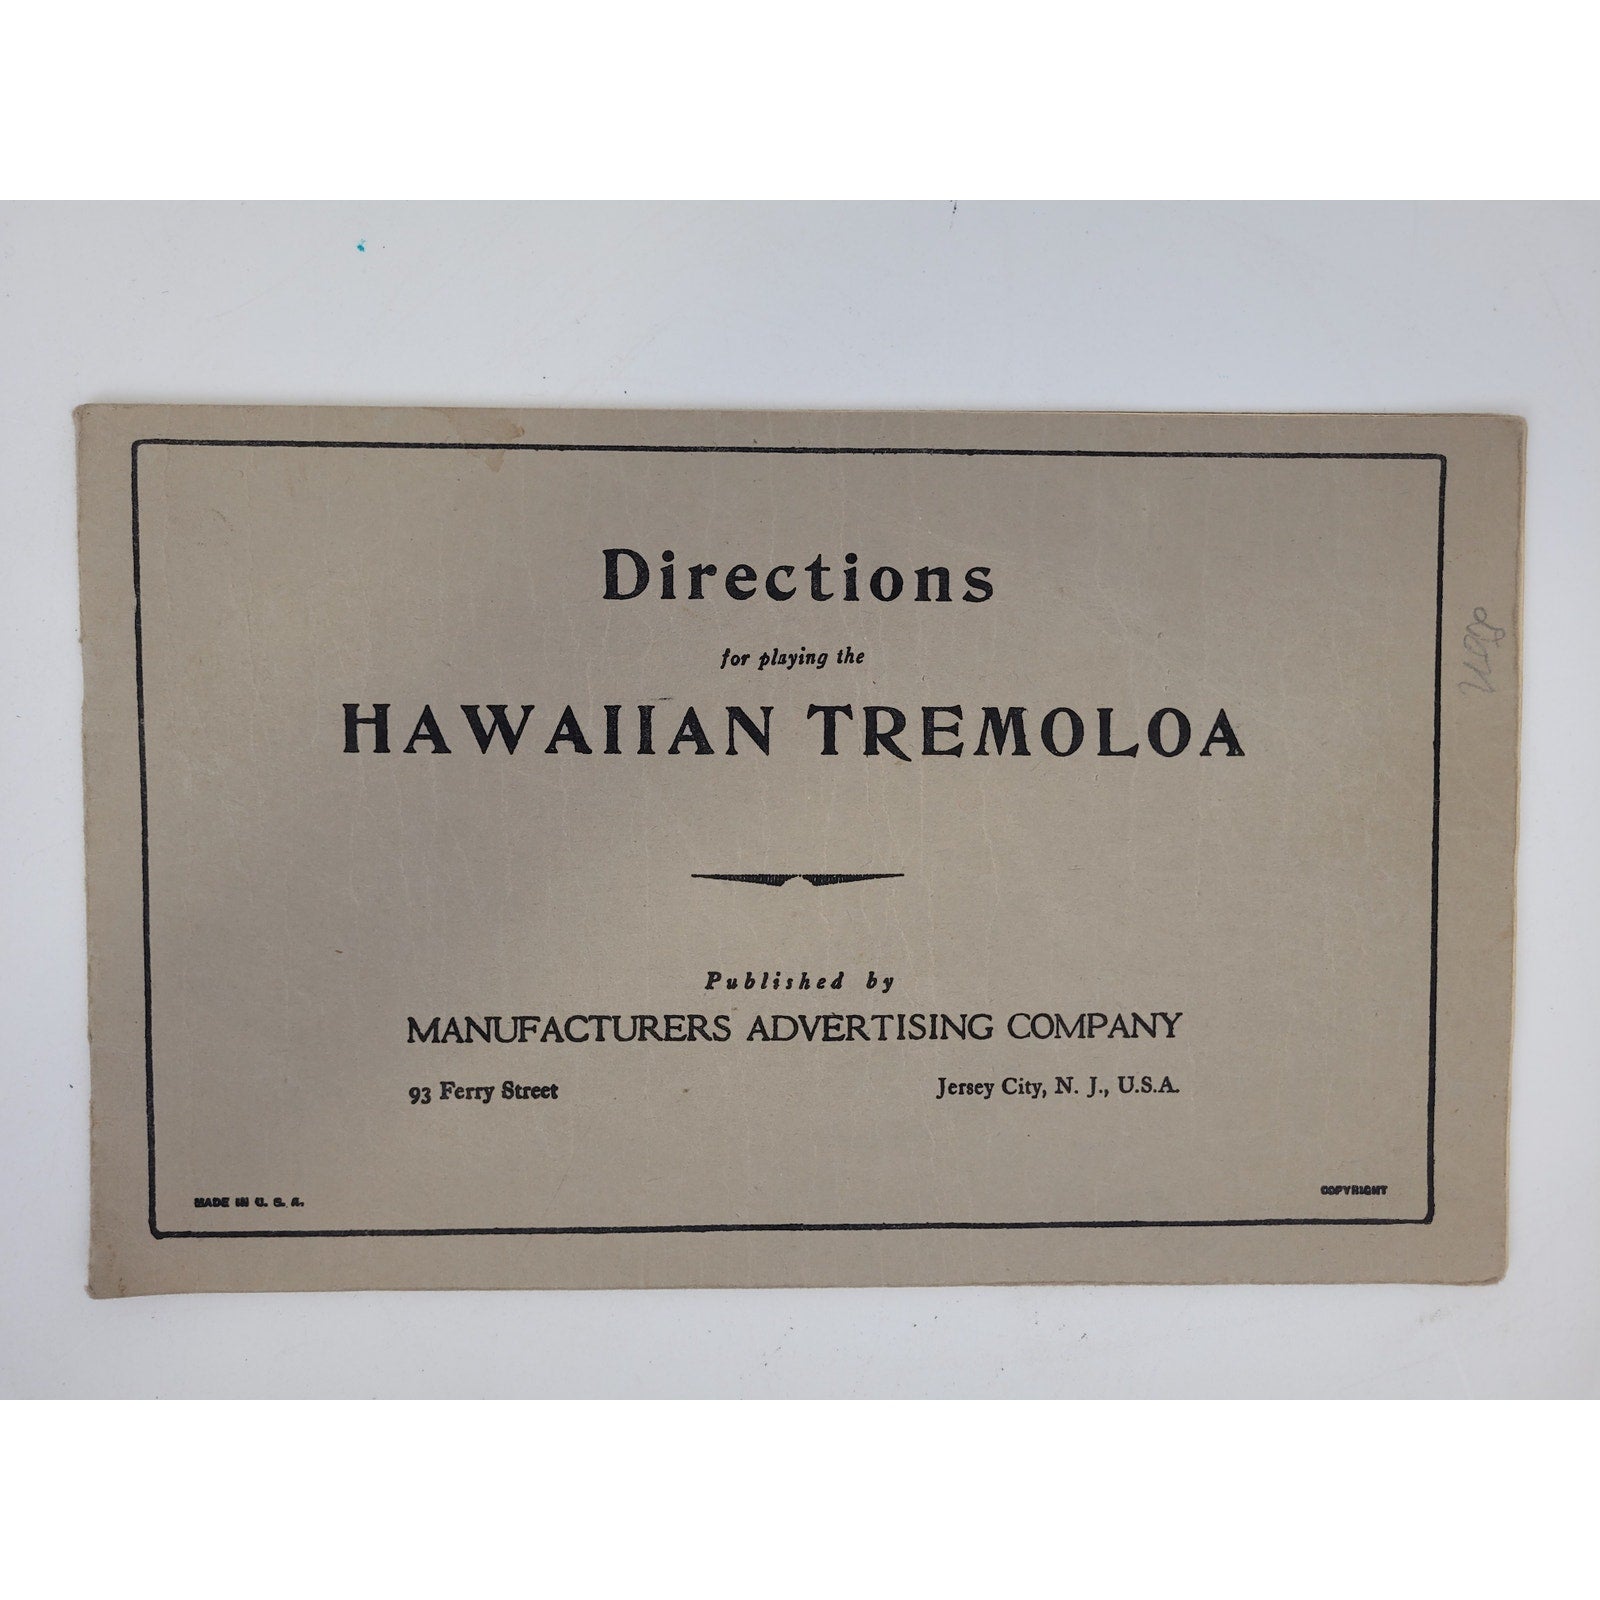 Directions
for playing the
HAWAIIAN TREMOLOA
Published by
MANUFACTURERS ADVERTISING COMPANY
93 Ferry Street Jersey City, N. J., U.S.A.
MADE IN U. S. A. COPYRIGHT